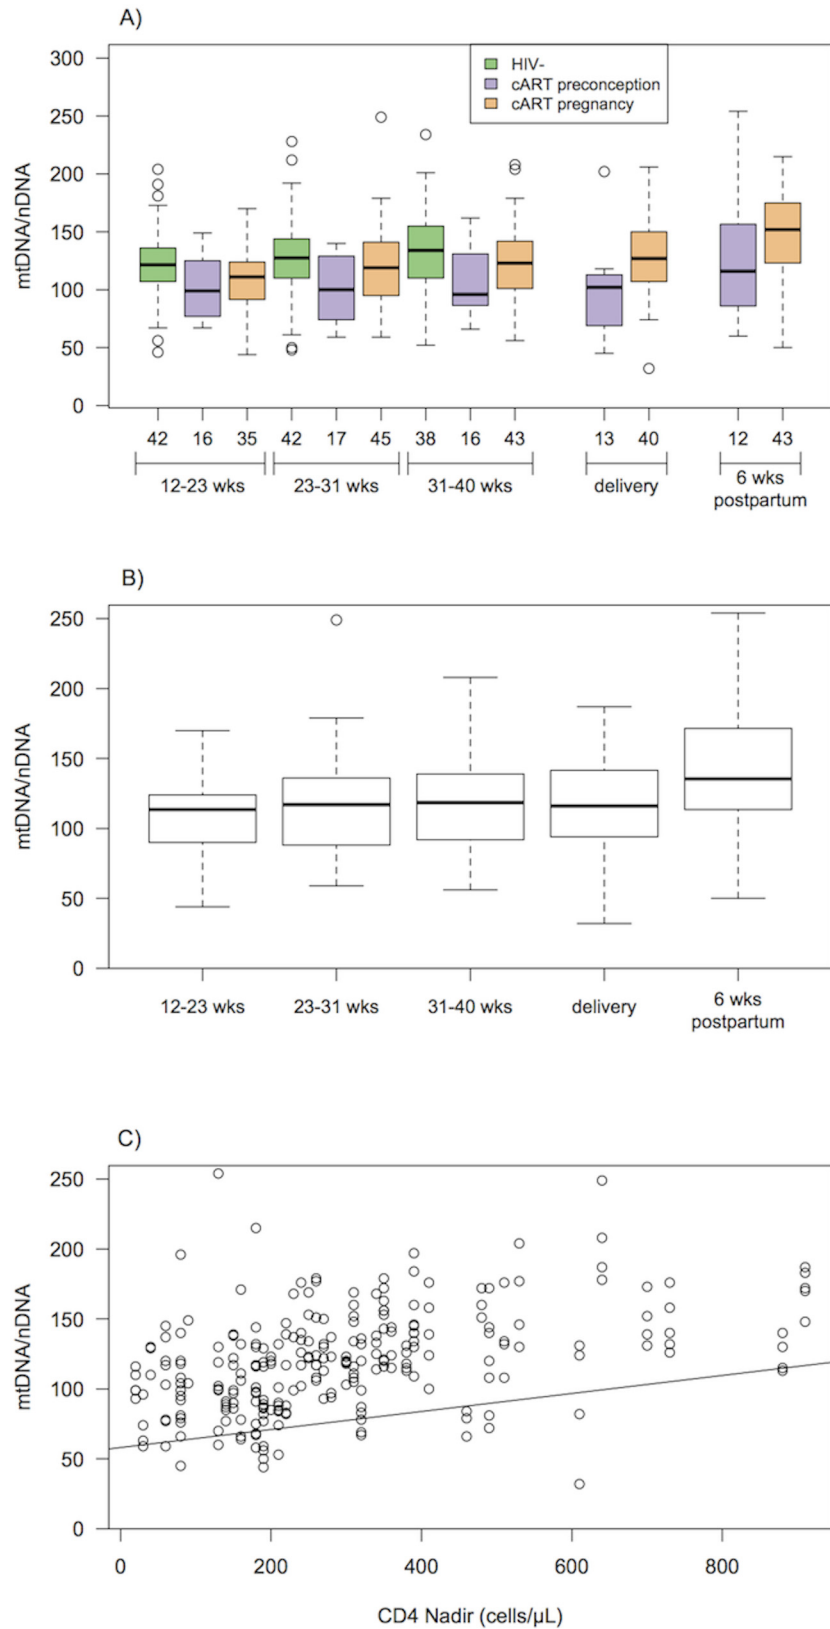 A)
300
250
200
150
100
50
0
mtDNA/nDNA
HIV-
cART preconception
cART pregnancy
42 16 35 42 17 45 38 16 43 13 40 12 43
12-23 wks 23-31 wks 31-40 wks delivery 6 wks
postpartum
B)
250
200
150
100
50
0
mtDNA/nDNA
12-23 wks 23-31 wks 31-40 wks delivery 6 wks
postpartum
C)
250
200
150
100
50
0
mtDNA/nDNA
0 200 400 600 800
CD4 Nadir (cells/µL)